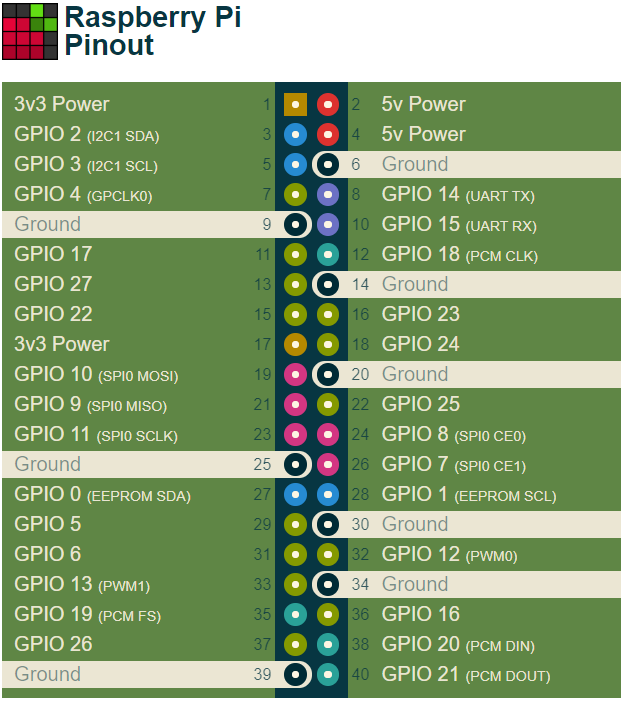 Raspberry Pi
Pinout
3v3 Power 1 2 5v Power
GPIO 2 (I2C1 SDA) 3 4 5v Power
GPIO 3 (I2C1 SCL) 5 6 Ground
GPIO 4 (GPCLK0) 7 8 GPIO 14 (UART TX)
Ground 9 10 GPIO 15 (UART RX)
GPIO 17 11 12 GPIO 18 (PCM CLK)
GPIO 27 13 14 Ground
GPIO 22 15 16 GPIO 23
3v3 Power 17 18 GPIO 24
GPIO 10 (SPI0 MOSI) 19 20 Ground
GPIO 9 (SPI0 MISO) 21 22 GPIO 25
GPIO 11 (SPI0 SCLK) 23 24 GPIO 8 (SPI0 CE0)
Ground 25 26 GPIO 7 (SPI0 CE1)
GPIO 0 (EEPROM SDA) 27 28 GPIO 1 (EEPROM SCL)
GPIO 5 29 30 Ground
GPIO 6 31 32 GPIO 12 (PWM0)
GPIO 13 (PWM1) 33 34 Ground
GPIO 19 (PCM FS) 35 36 GPIO 16
GPIO 26 37 38 GPIO 20 (PCM DIN)
Ground 39 40 GPIO 21 (PCM DOUT)